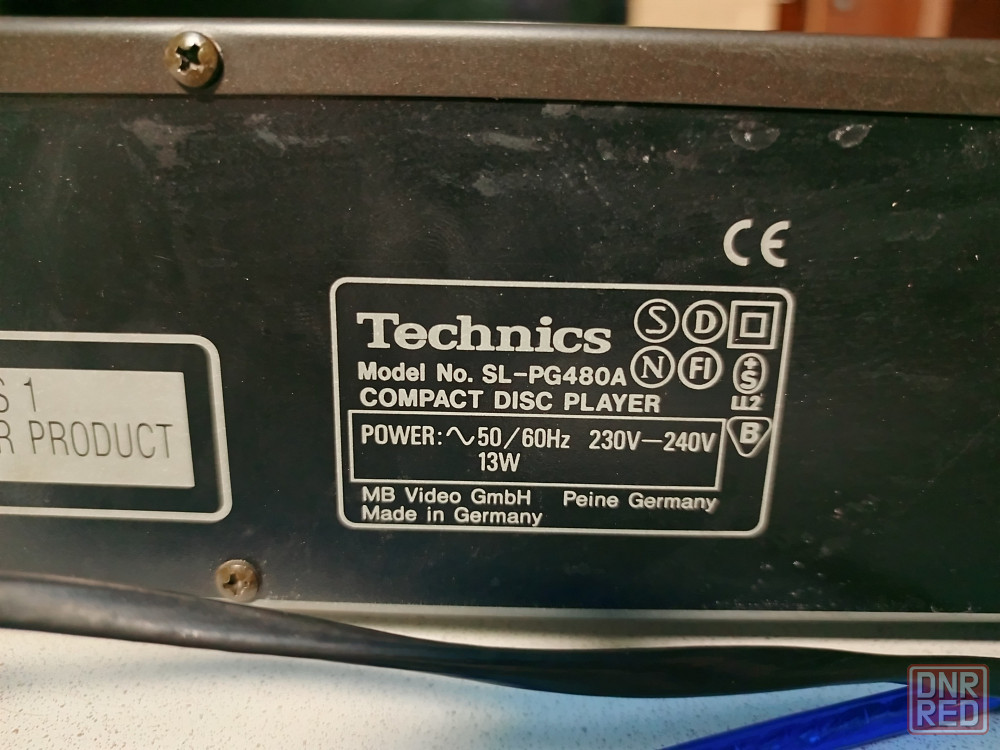 CE
Technics
S D
N FI
Model No. SL-PG480A
+S
LI2
COMPACT DISC PLAYER
B
POWER: ∿50/60Hz 230V—240V
13W
MB Video GmbH Peine Germany
Made in Germany
S 1
R PRODUCT
DNR
RED